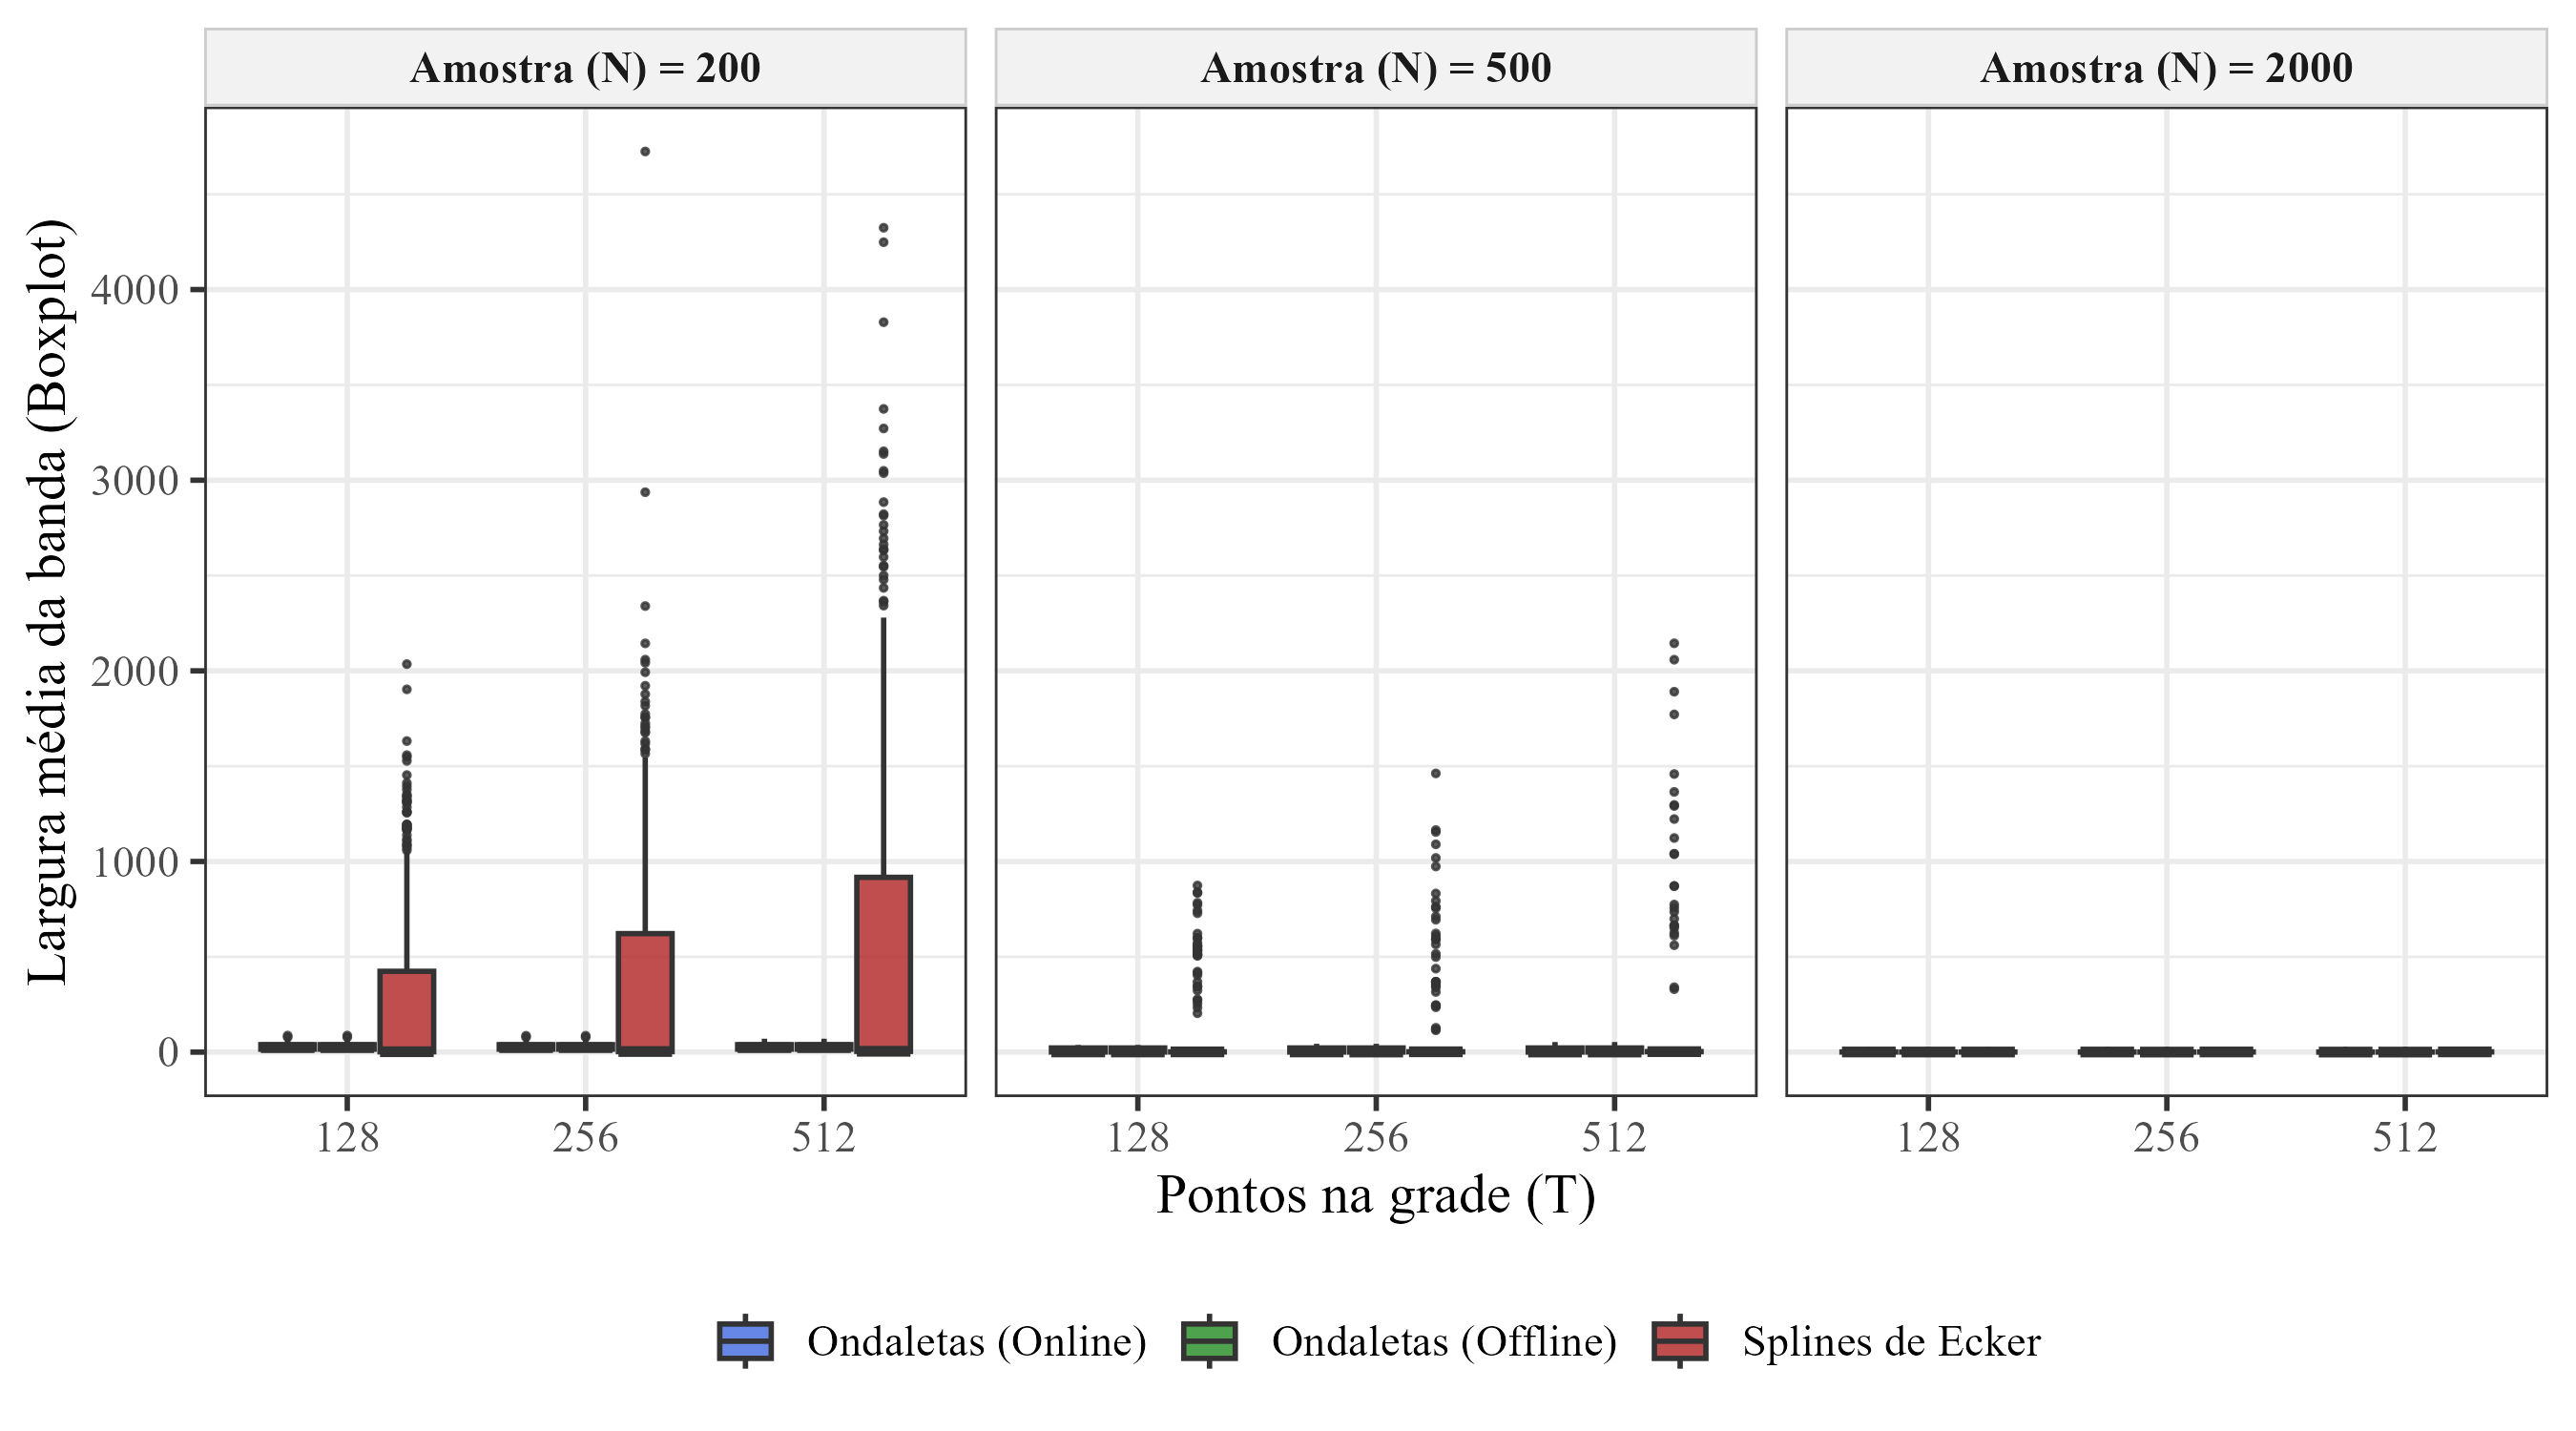 Amostra (N) = 200
Amostra (N) = 500
Amostra (N) = 2000
Largura média da banda (Boxplot)
4000
3000
2000
1000
0
128 256 512
128 256 512
128 256 512
Pontos na grade (T)
Ondaletas (Online)
Ondaletas (Offline)
Splines de Ecker